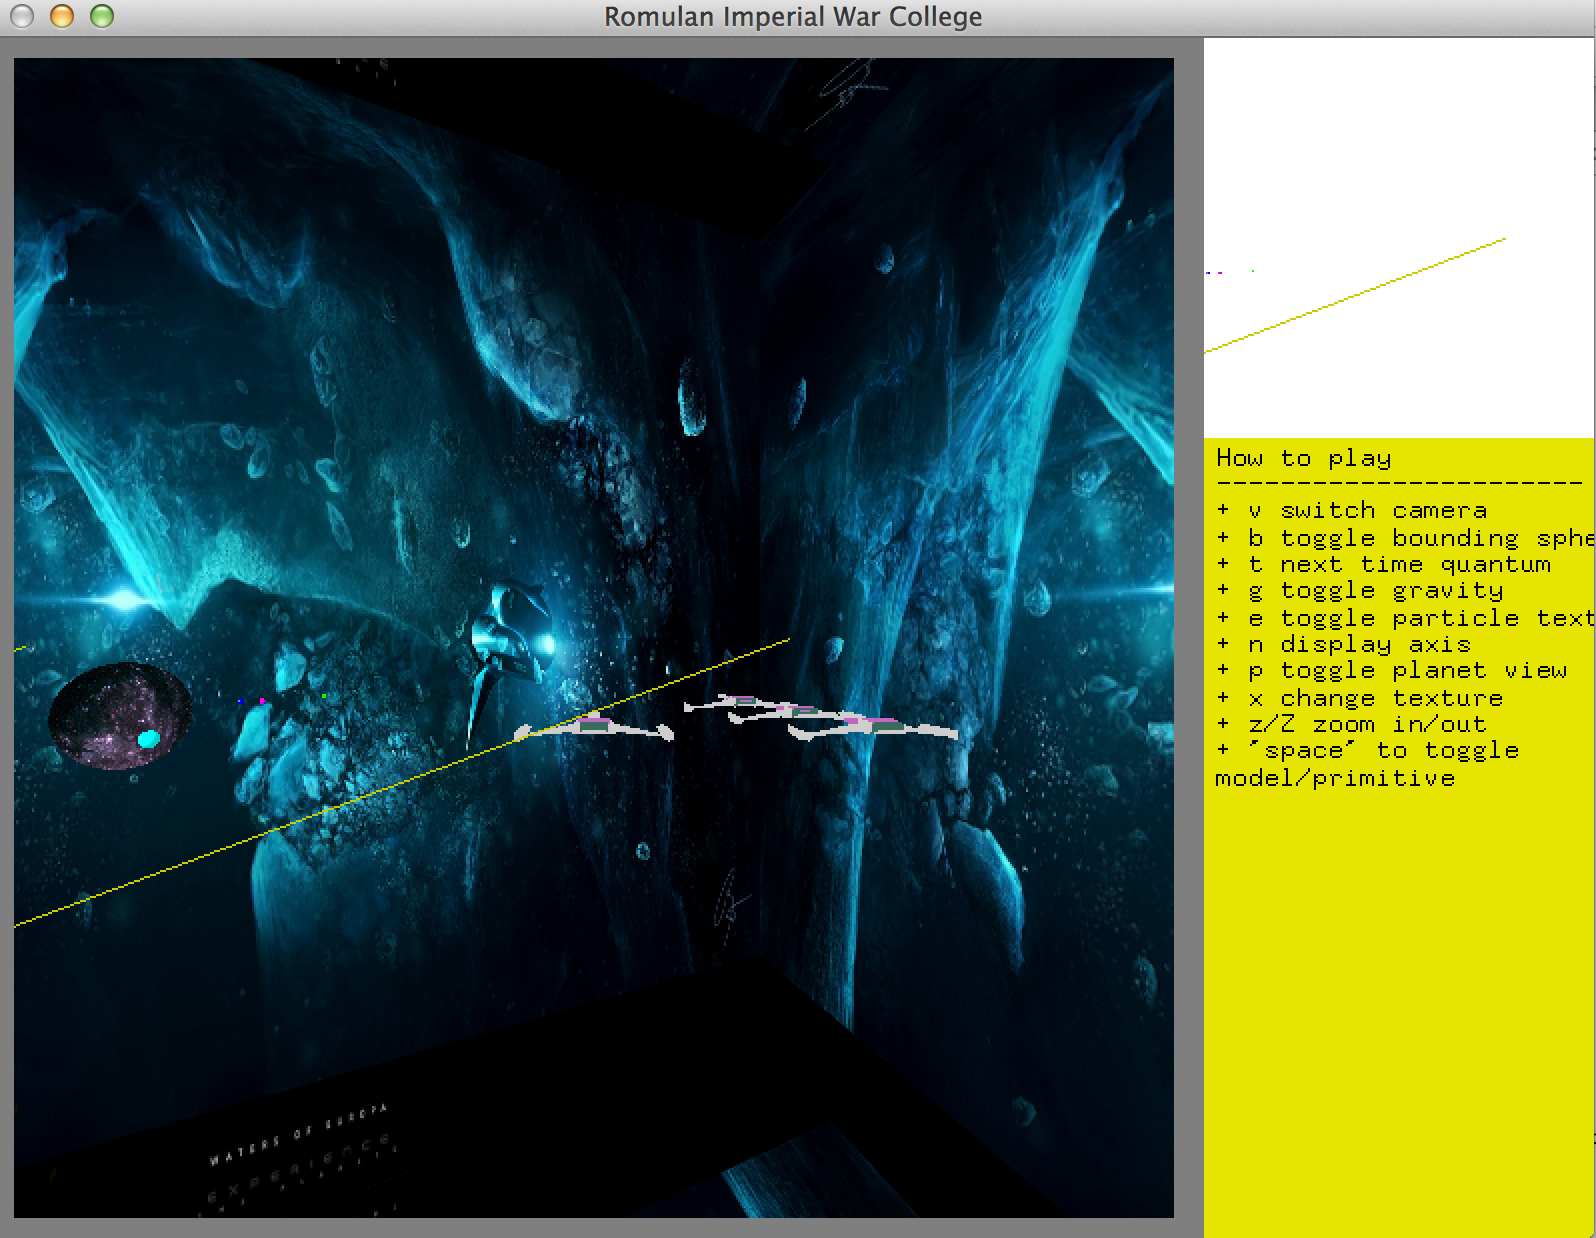 Romulan Imperial War College
How to play
-----------------------
+ v switch camera
+ b toggle bounding sphe
+ t next time quantum
+ g toggle gravity
+ e toggle particle text
+ n display axis
+ p toggle planet view
+ x change texture
+ z/Z zoom in/out
+ 'space' to toggle
model/primitive
WATERS OF EUROPA
EXPERIENCE